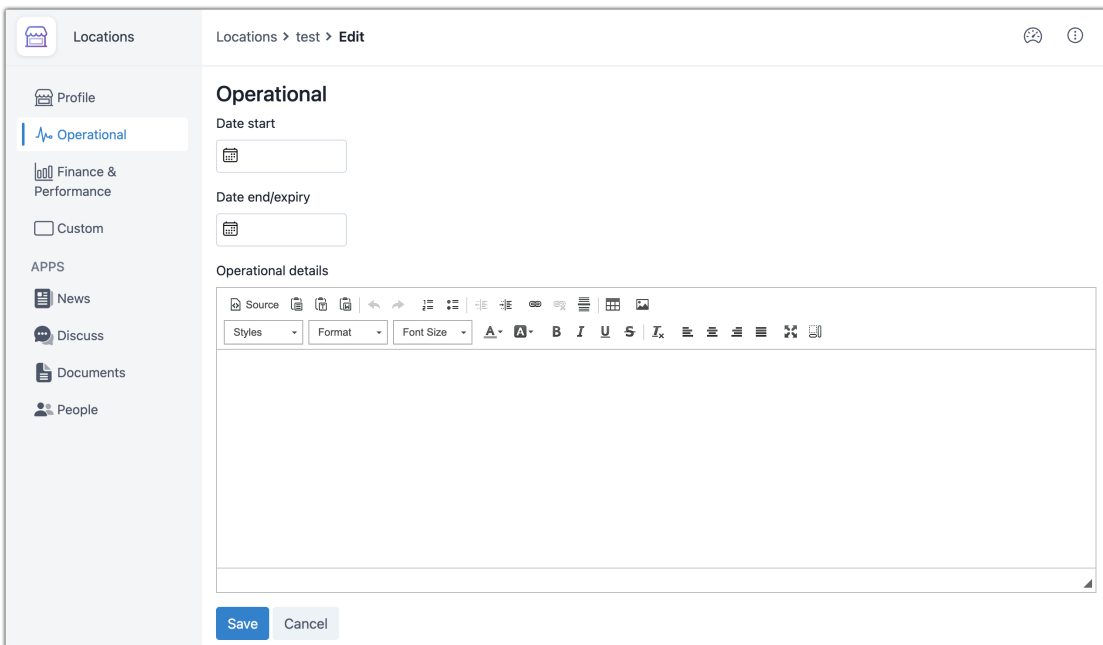 Locations
Locations > test > Edit
Profile
Operational
Finance &
Performance
Custom
APPS
News
Discuss
Documents
People
Operational
Date start
Date end/expiry
Operational details
Source
Styles Format Font Size A A B I U S Ix
Save Cancel